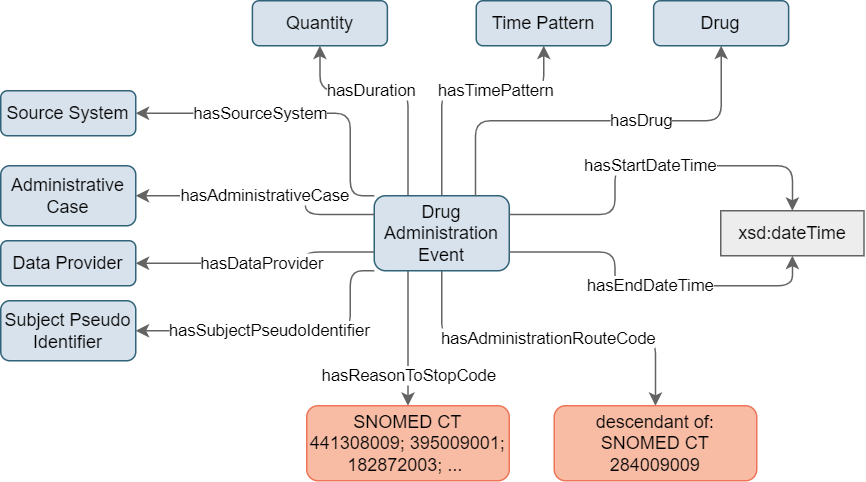 Quantity
Time Pattern
Drug
hasDuration
hasTimePattern
Source System
hasSourceSystem
hasDrug
hasStartDateTime
Administrative
Case
hasAdministrativeCase
Drug
Administration
Event
xsd:dateTime
Data Provider
hasDataProvider
hasEndDateTime
Subject Pseudo
Identifier
hasSubjectPseudoIdentifier
hasAdministrationRouteCode
hasReasonToStopCode
SNOMED CT
441308009; 395009001;
182872003; ...
descendant of:
SNOMED CT
284009009